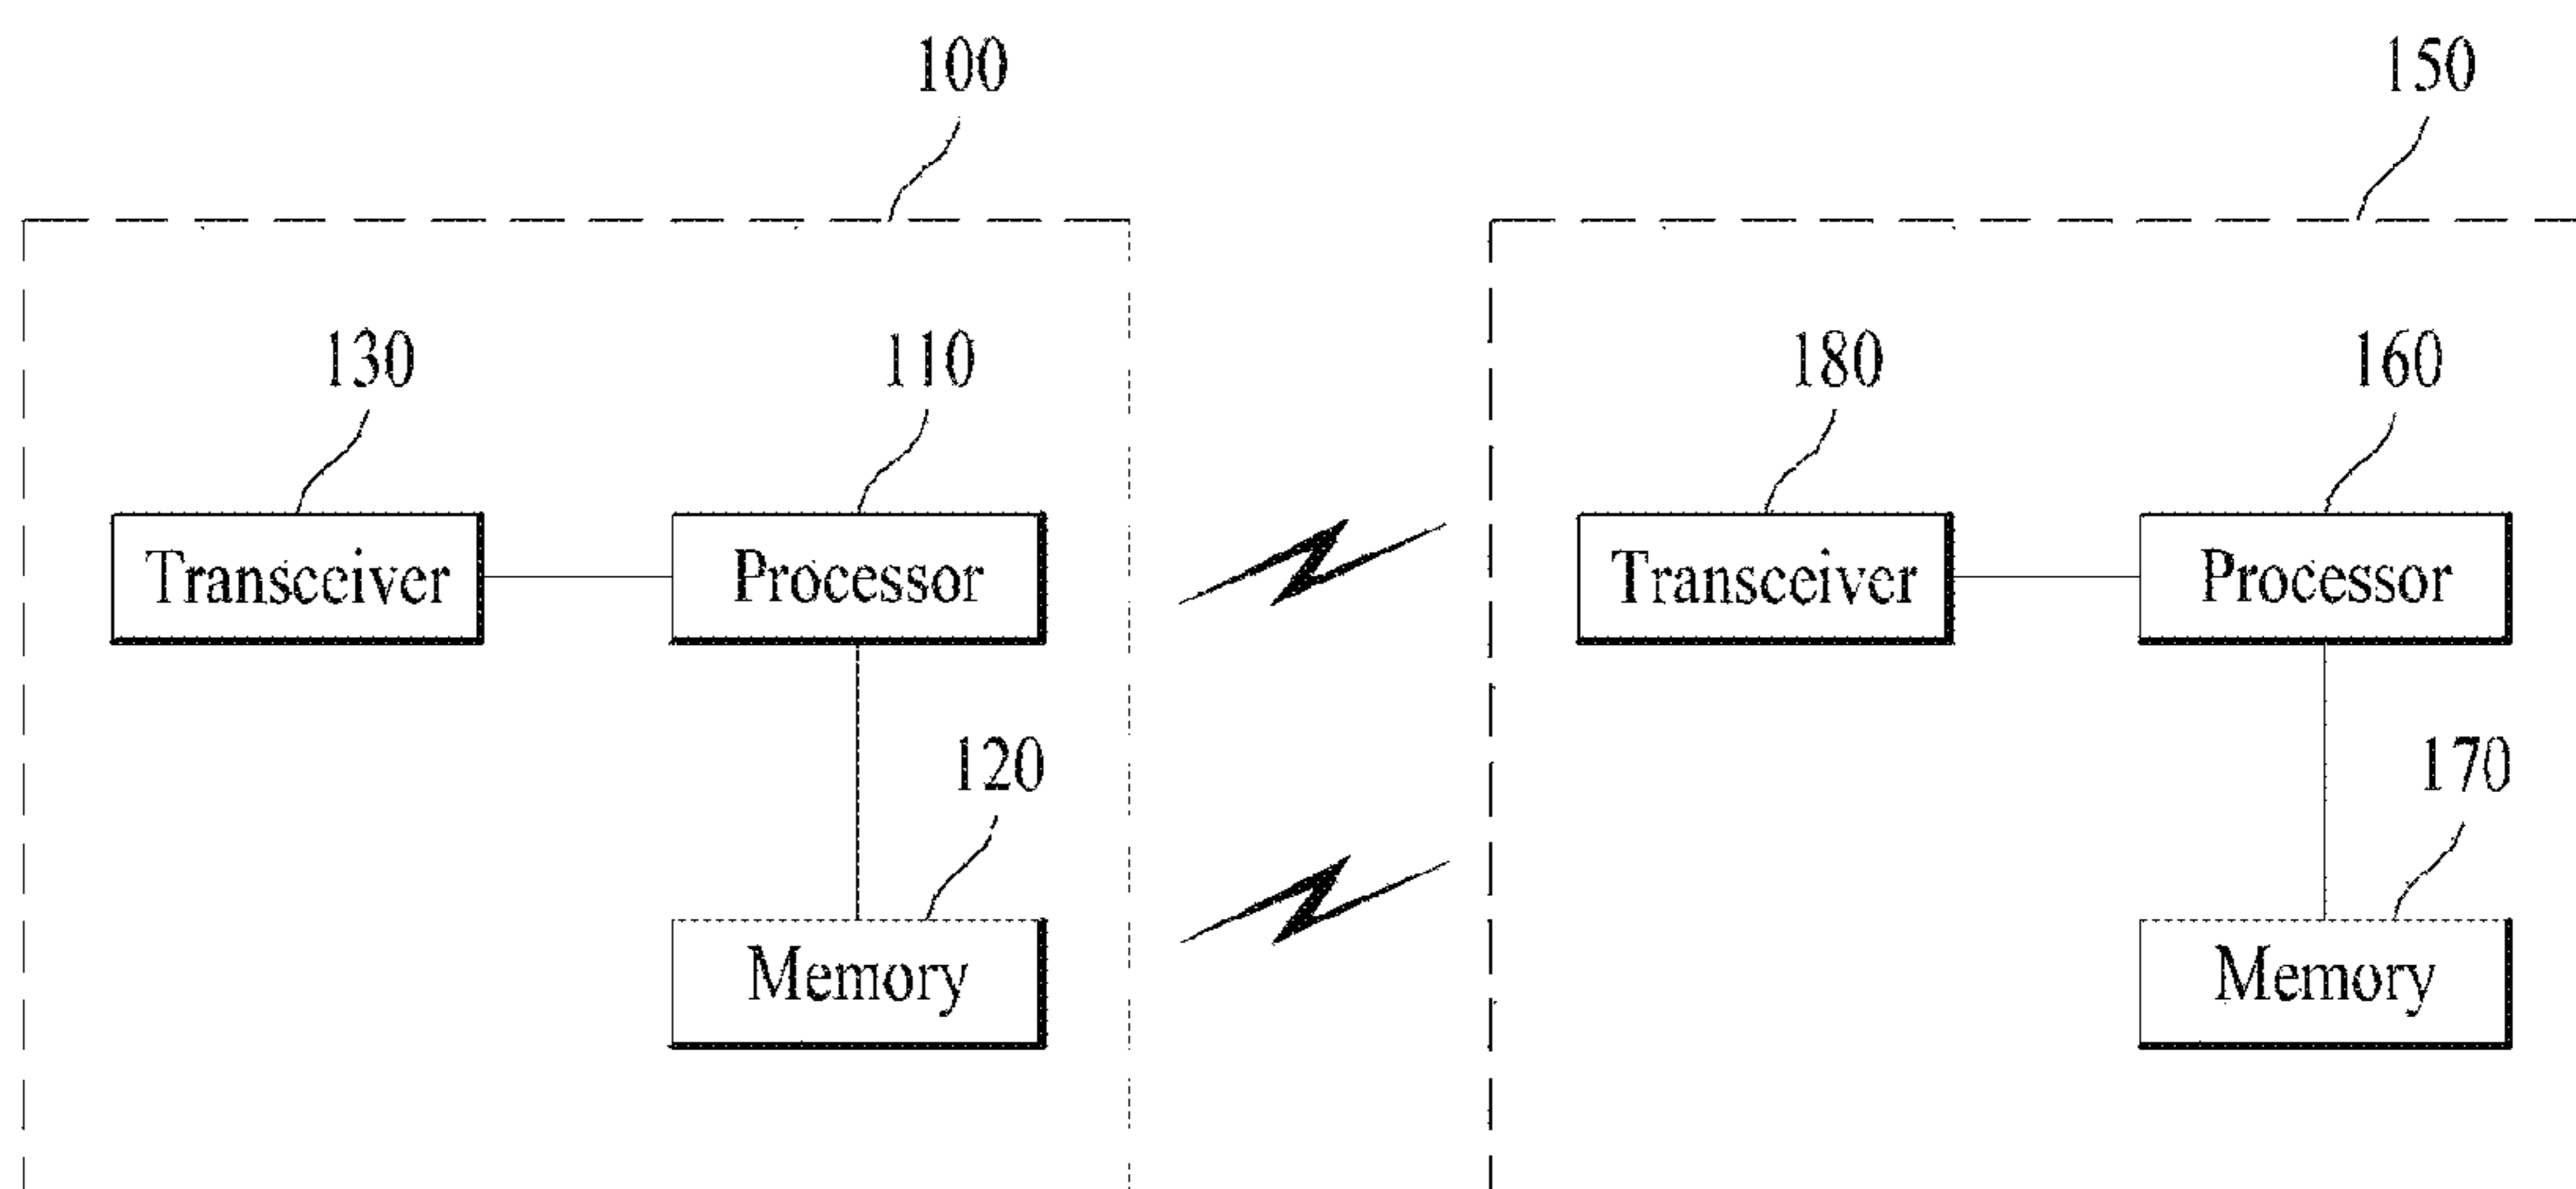 100 150
130 110 180 160
Transceiver Processor Transceiver Processor
120 170
Memory Memory